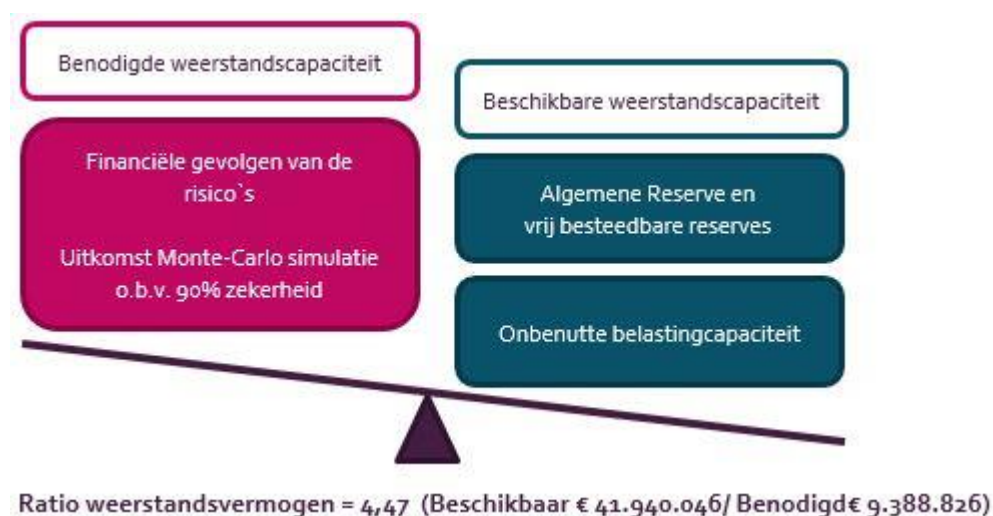 Benodigde weerstandscapaciteit
Financiële gevolgen van de
risico`s
Uitkomst Monte-Carlo simulatie
o.b.v. 90% zekerheid
Beschikbare weerstandscapaciteit
Algemene Reserve en
vrij besteedbare reserves
Onbenutte belastingcapaciteit
Ratio weerstandsvermogen = 4,47 (Beschikbaar € 41.940.046/ Benodigd€ 9.388.826)